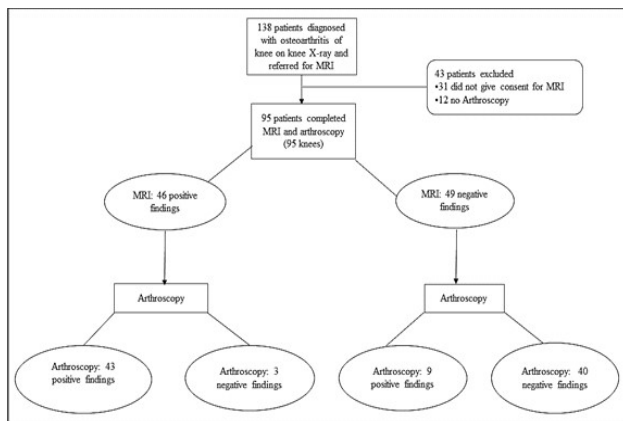 138 patients diagnosed
with osteoarthritis of
knee on knee X-ray and
referred for MRI
43 patients excluded
•31 did not give consent for MRI
•12 no Arthroscopy
95 patients completed
MRI and arthroscopy
(95 knees)
MRI: 46 positive
findings
MRI: 49 negative
findings
Arthroscopy
Arthroscopy
Arthroscopy: 43
positive findings
Arthroscopy: 3
negative findings
Arthroscopy: 9
positive findings
Arthroscopy: 40
negative findings